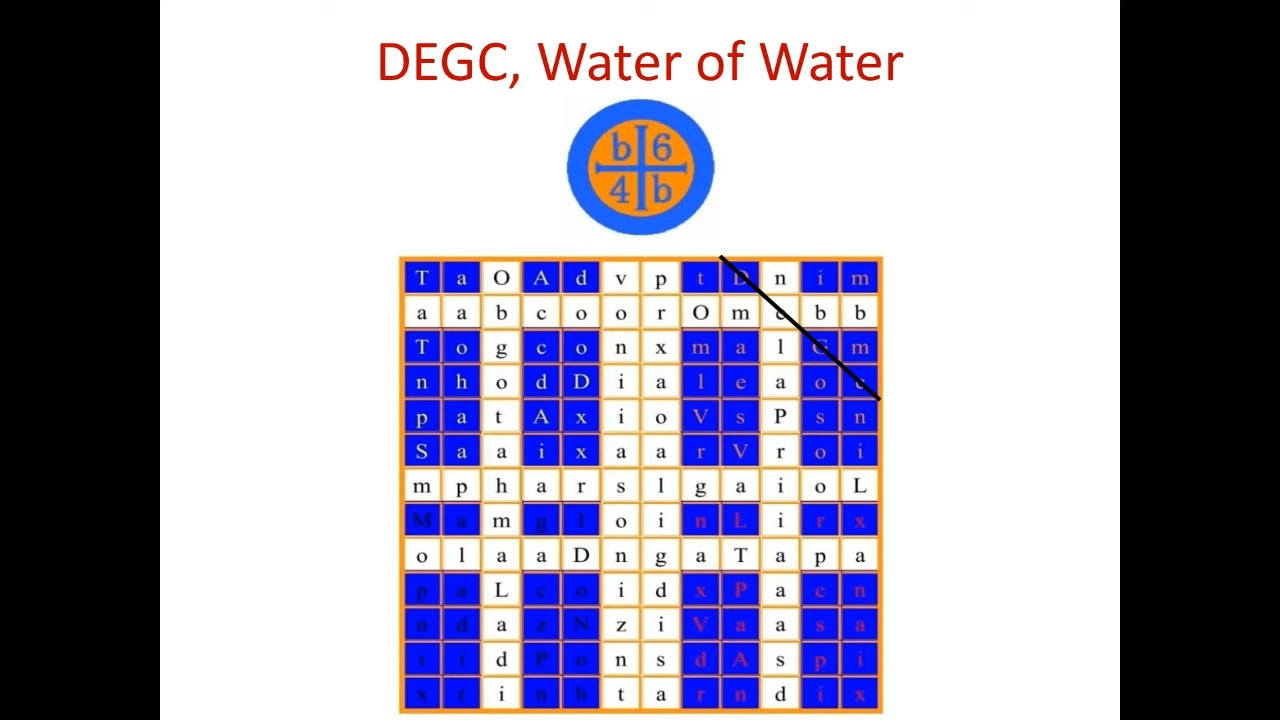 DEGC, Water of Water
b 6
4 b
T a O A d v p t D n i m
a a b c o o r O m e b b
T o g c o n x m a l G m
n h o d D i a l e a o c
p a t A x i o V s P s n
S a a i x a a r V r o i
m p h a r s l g a i o L
M a m g l o i n L i r x
o l a a D n g a T a p a
p a L c o i d x P a c n
n d a z N z i V a a s a
i i d P o n s d A s p i
x r i n h t a r n d i x